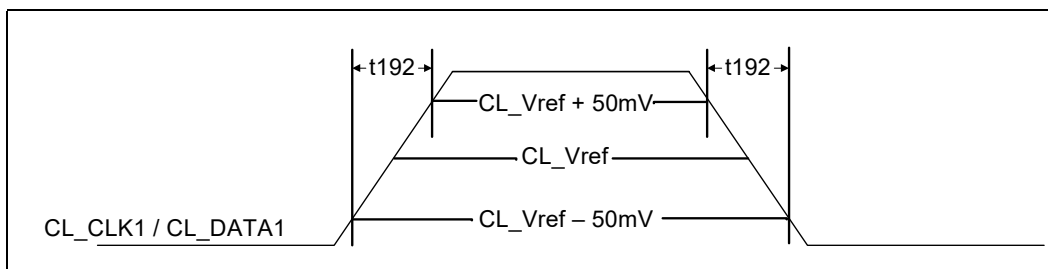 t192
t192
CL_Vref + 50mV
CL_Vref
CL_Vref – 50mV
CL_CLK1 / CL_DATA1